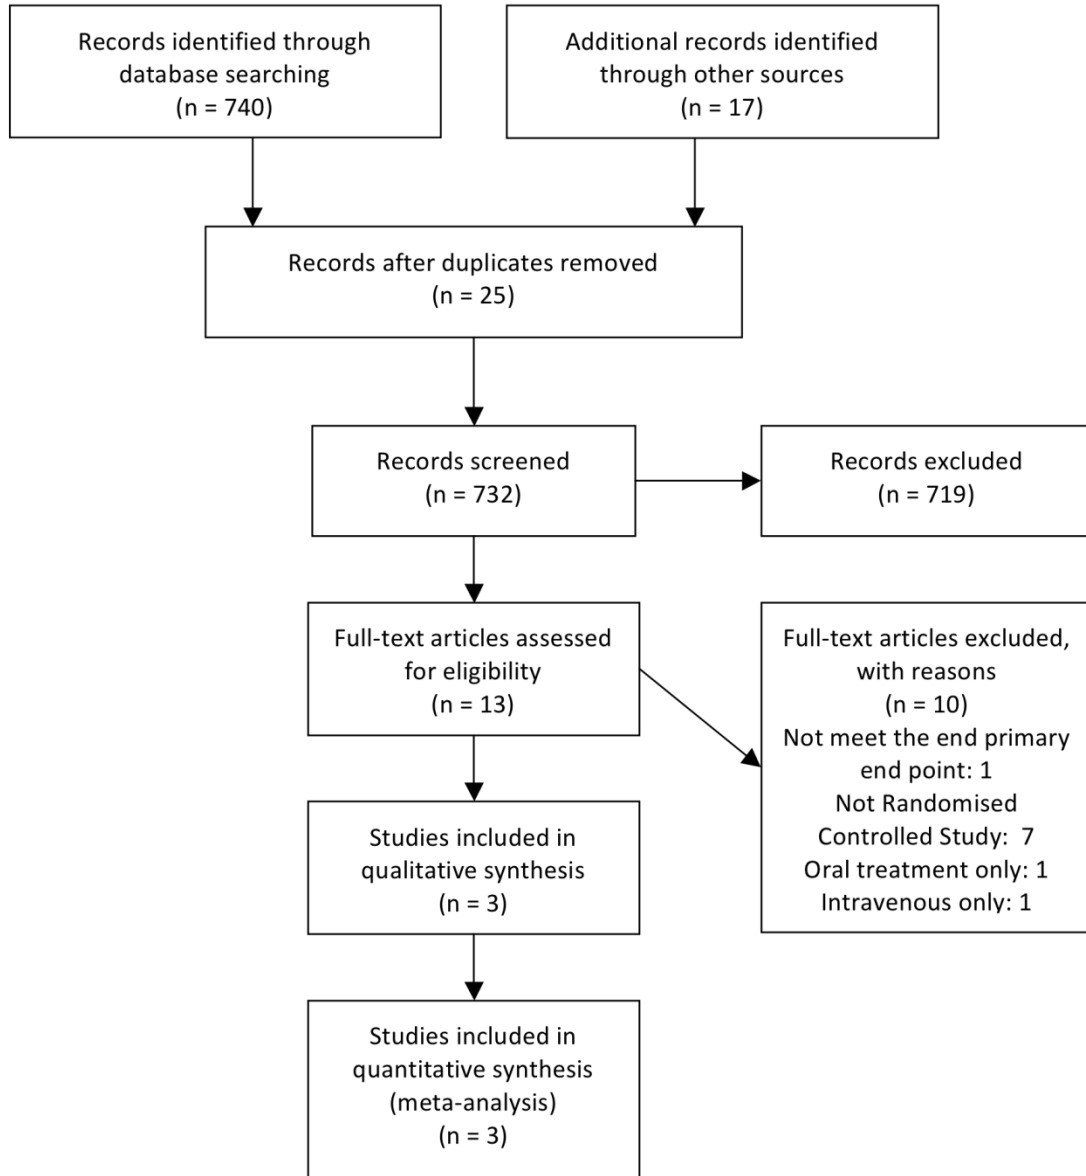 Records identified through
database searching
(n = 740)
Additional records identified
through other sources
(n = 17)
Records after duplicates removed
(n = 25)
Records screened
(n = 732)
Records excluded
(n = 719)
Full-text articles assessed
for eligibility
(n = 13)
Full-text articles excluded,
with reasons
(n = 10)
Not meet the end primary
end point: 1
Not Randomised
Controlled Study: 7
Oral treatment only: 1
Intravenous only: 1
Studies included in
qualitative synthesis
(n = 3)
Studies included in
quantitative synthesis
(meta-analysis)
(n = 3)